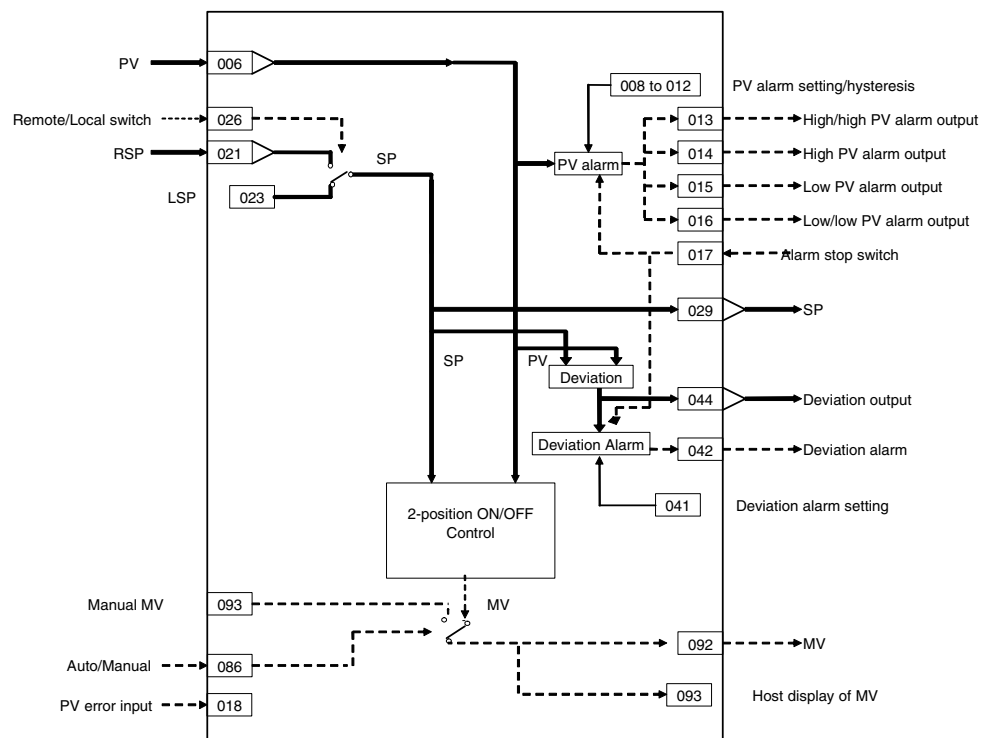 PV
006
008 to 012
PV alarm setting/hysteresis
Remote/Local switch
026
013
High/high PV alarm output
RSP
021
SP
PV alarm
014
High PV alarm output
LSP
023
015
Low PV alarm output
016
Low/low PV alarm output
017
Alarm stop switch
029
SP
SP
PV
Deviation
044
Deviation output
Deviation Alarm
042
Deviation alarm
041
Deviation alarm setting
2-position ON/OFF
Control
Manual MV
093
MV
092
MV
Auto/Manual
086
093
Host display of MV
PV error input
018